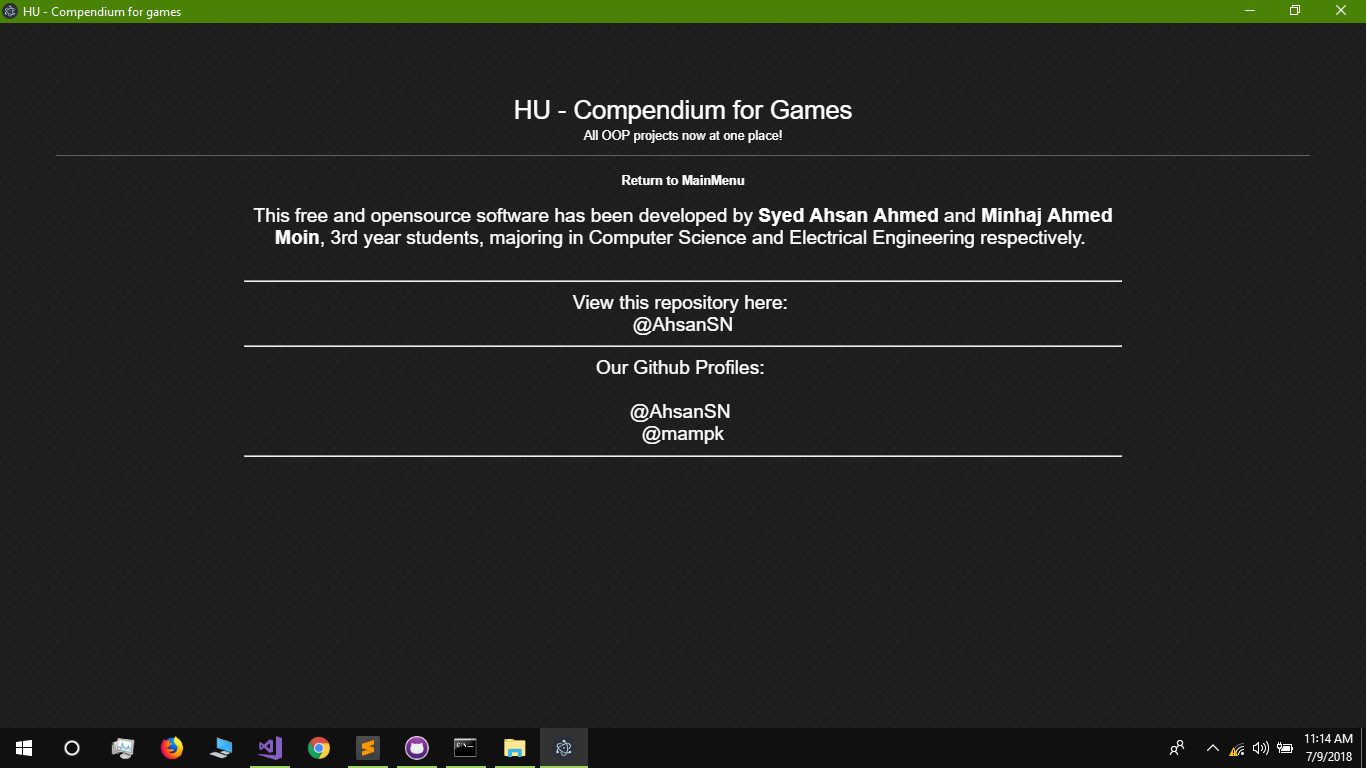 HU - Compendium for games
HU - Compendium for Games
All OOP projects now at one place!
Return to MainMenu
This free and opensource software has been developed by Syed Ahsan Ahmed and Minhaj Ahmed
Moin, 3rd year students, majoring in Computer Science and Electrical Engineering respectively.
View this repository here:
@AhsanSN
Our Github Profiles:
@AhsanSN
@mampk
11:14 AM
7/9/2018